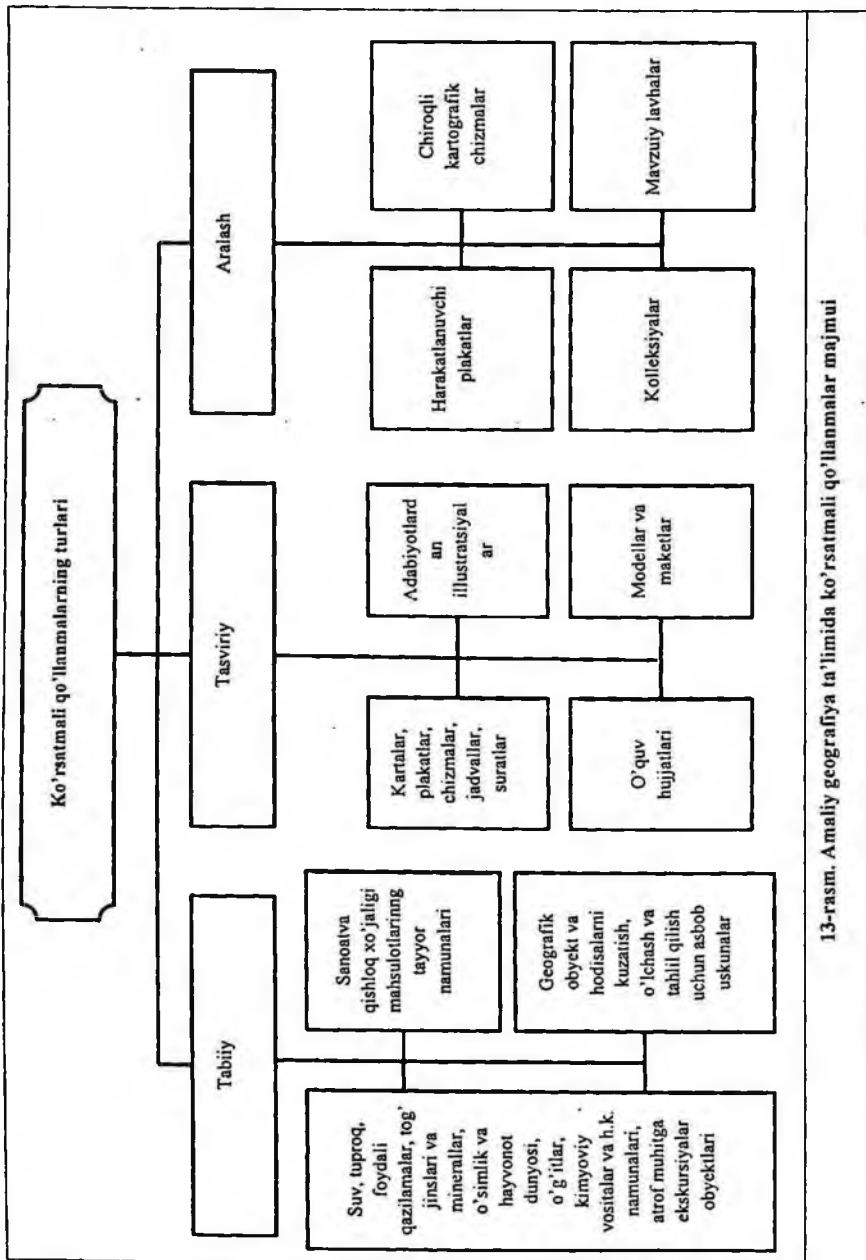 Ko'rsatmali qo'llanmalarning turlari
Tabiiy
Tasviriy
Aralash
Suv, tuproq,
foydali
qazilamalar, tog'
jinslari va
minerallar,
o'simlik va
hayvonot
dunyosi,
o'g'itlar,
kimyoviy
vositalar va h.k.
namunalari,
atrof muhitga
ekskursiyalar
obyektlari
Sanoatva
qishloq xo'jaligi
mahsulotlarinng
tayyor
namunalari
Geografik
obyekt va
hodisalarni
kuzatish,
o'lchash va
tahlil qilish
uchun asbob
uskunalar
Kartalar,
plakatlar,
chizmalar,
jadvallar,
suratlar
Adabiyotlard
an
illustratsiyal
ar
O'quv
hujjatlari
Modellar va
maketlar
Harakatlanuvchi
plakatlar
Chiroqli
kartografik
chizmalar
Kolleksiyalar
Mavzuiy lavhalar
13-rasm. Amaliy geografiya ta'limida ko'rsatmali qo'llanmalar majmui